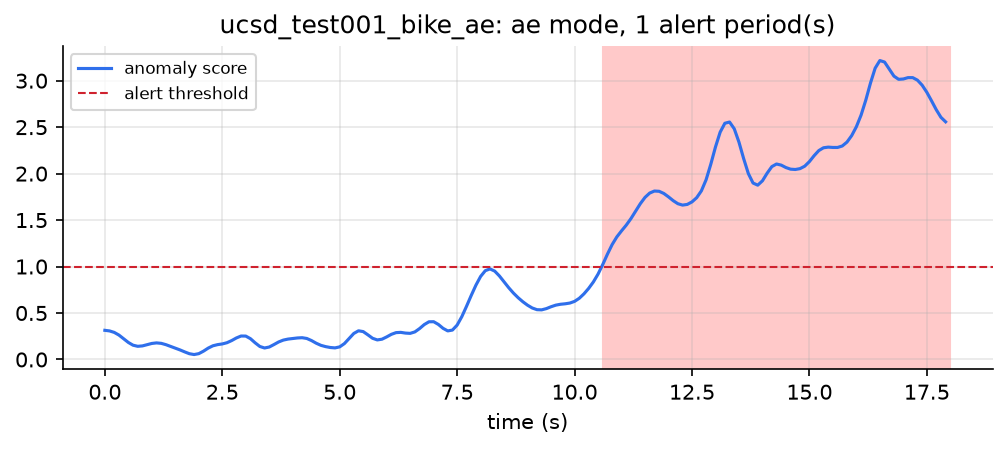 ucsd_test001_bike_ae: ae mode, 1 alert period(s)
anomaly score
alert threshold
3.0
2.5
2.0
1.5
1.0
0.5
0.0
0.0 2.5 5.0 7.5 10.0 12.5 15.0 17.5
time (s)